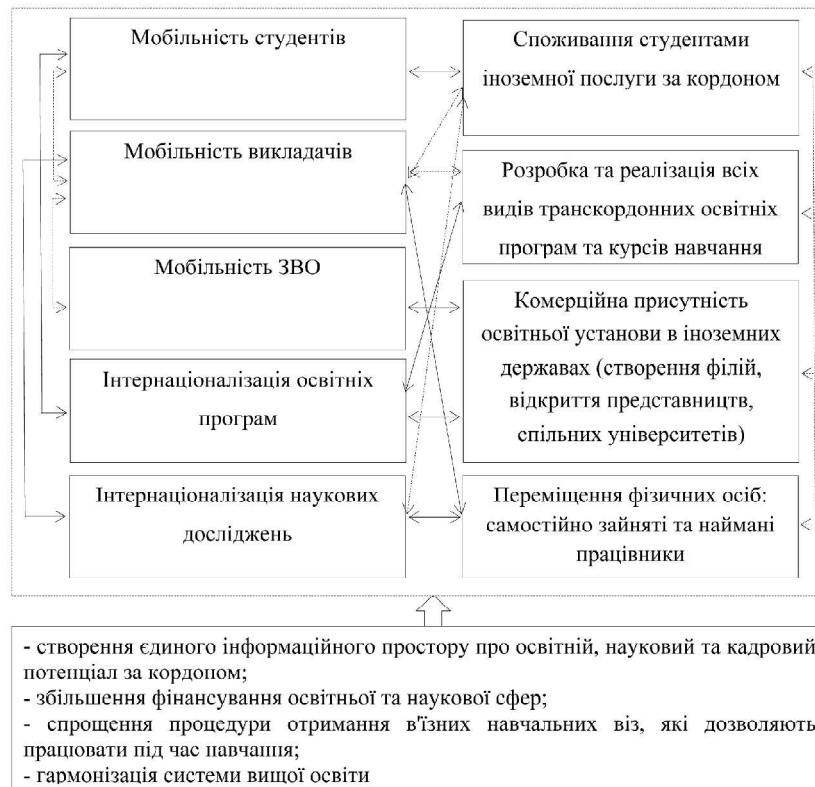 Мобільність студентів
Мобільність викладачів
Мобільність ЗВО
Інтернаціоналізація освітніх
програм
Інтернаціоналізація наукових
досліджень
Споживання студентами
іноземної послуги за кордоном
Розробка та реалізація всіх
видів транскордонних освітніх
програм та курсів навчання
Комерційна присутність
освітньої установи в іноземних
державах (створення філій,
відкриття представництв,
спільних університетів)
Переміщення фізичних осіб:
самостійно зайняті та наймані
працівники
- створення єдиного інформаційного простору про освітній, науковий та кадровий
потенціал за кордоном;
- збільшення фінансування освітньої та наукової сфер;
- спрощення процедури отримання в'їзних навчальних віз, які дозволяють
працювати під час навчання;
- гармонізація системи вищої освіти